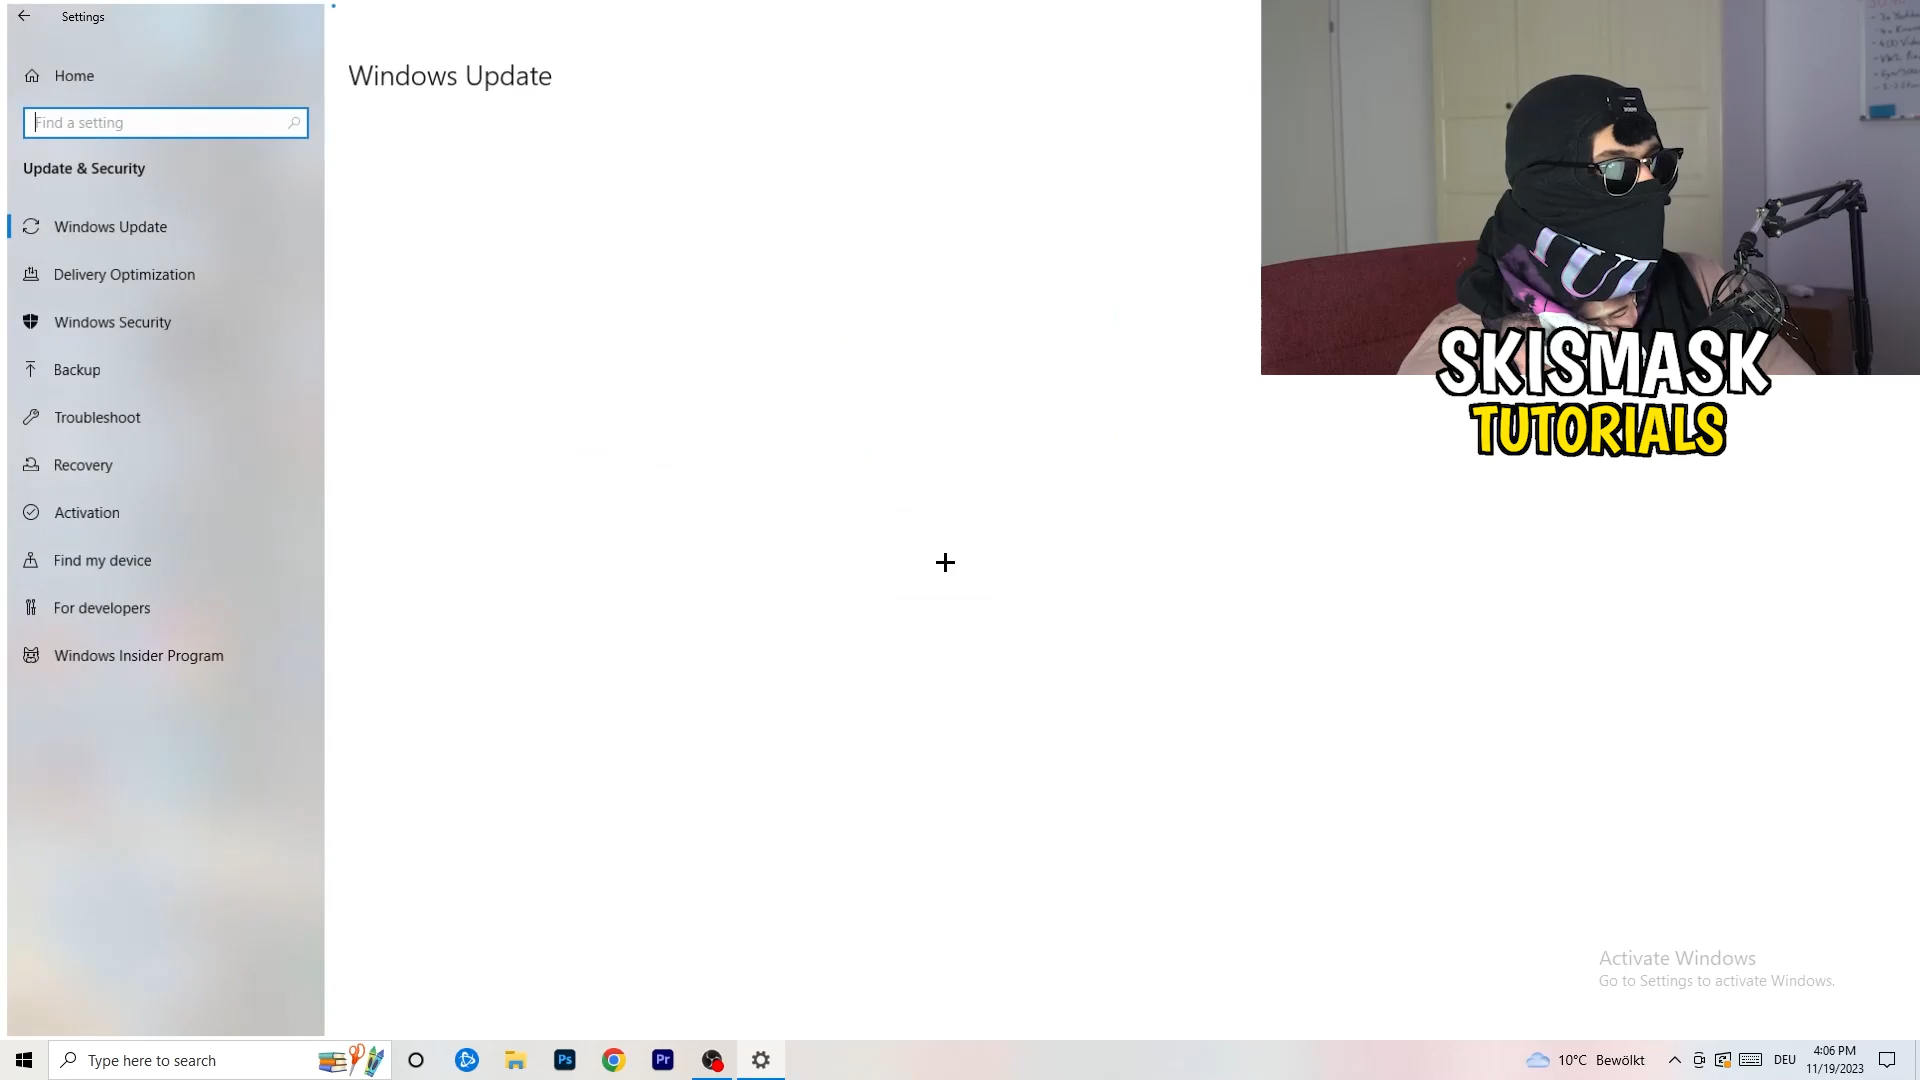 Settings
Home
Find a setting
Update & Security
Windows Update
Delivery Optimization
Windows Security
Backup
Troubleshoot
Recovery
Activation
Find my device
For developers
Windows Insider Program
Windows Update
SKISMASK
TUTORIALS
Activate Windows
Go to Settings to activate Windows.
Type here to search
Ps
Pr
10°C Bewölkt
DEU
4:06 PM
11/19/2023